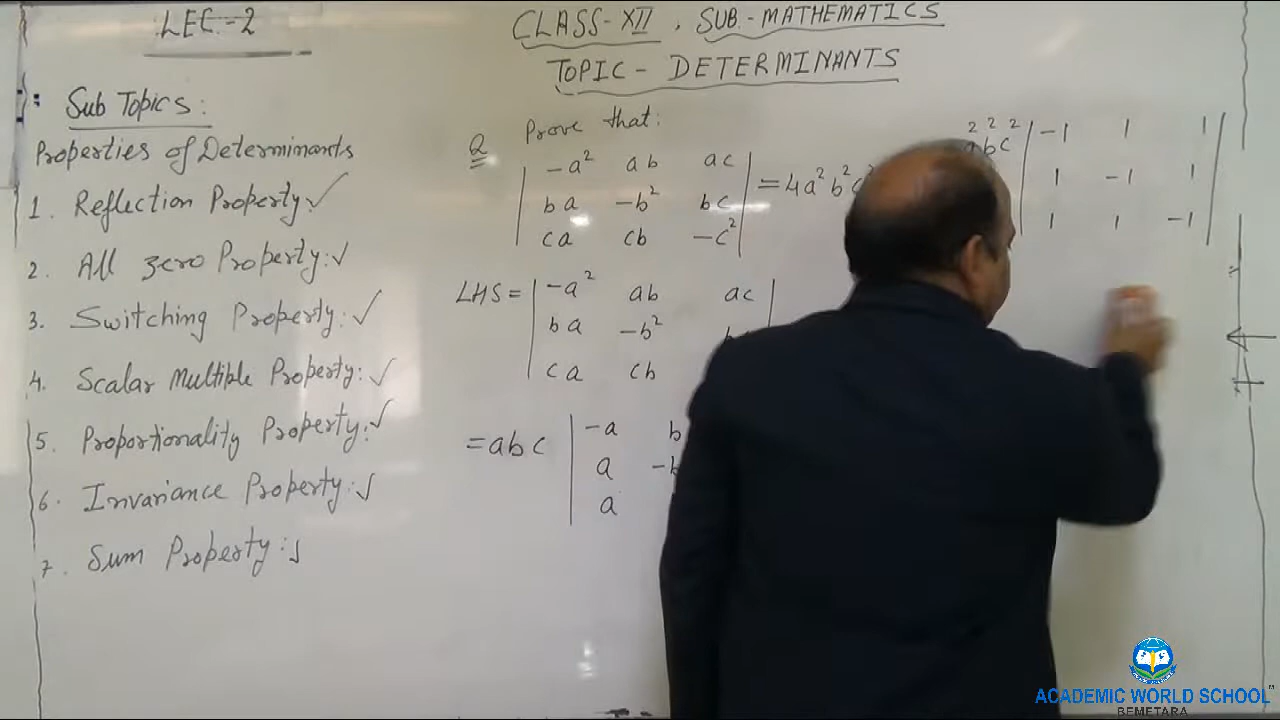 LEC.-2
CLASS-XII, SUB.-MATHEMATICS
TOPIC- DETERMINANTS
Sub Topics:
Properties of Determinants
1. Reflection Property:✓
2. All zero Property:✓
3. Switching Property:✓
4. Scalar Multiple Property:✓
5. Proportionality Property:✓
6. Invariance Property:✓
7. Sum Property:✓
Q Prove that:
| -a² ab ac |
| ba -b² bc | = 4a²b²c²
| ca cb -c² |
LHS = | -a² ab ac |
| ba -b²
| ca cb
= abc | -a b
| a -b
| a
a²b²c² | -1 1 1 |
| 1 -1 1 |
| 1 1 -1 |
ACADEMIC WORLD SCHOOL
BEMETARA